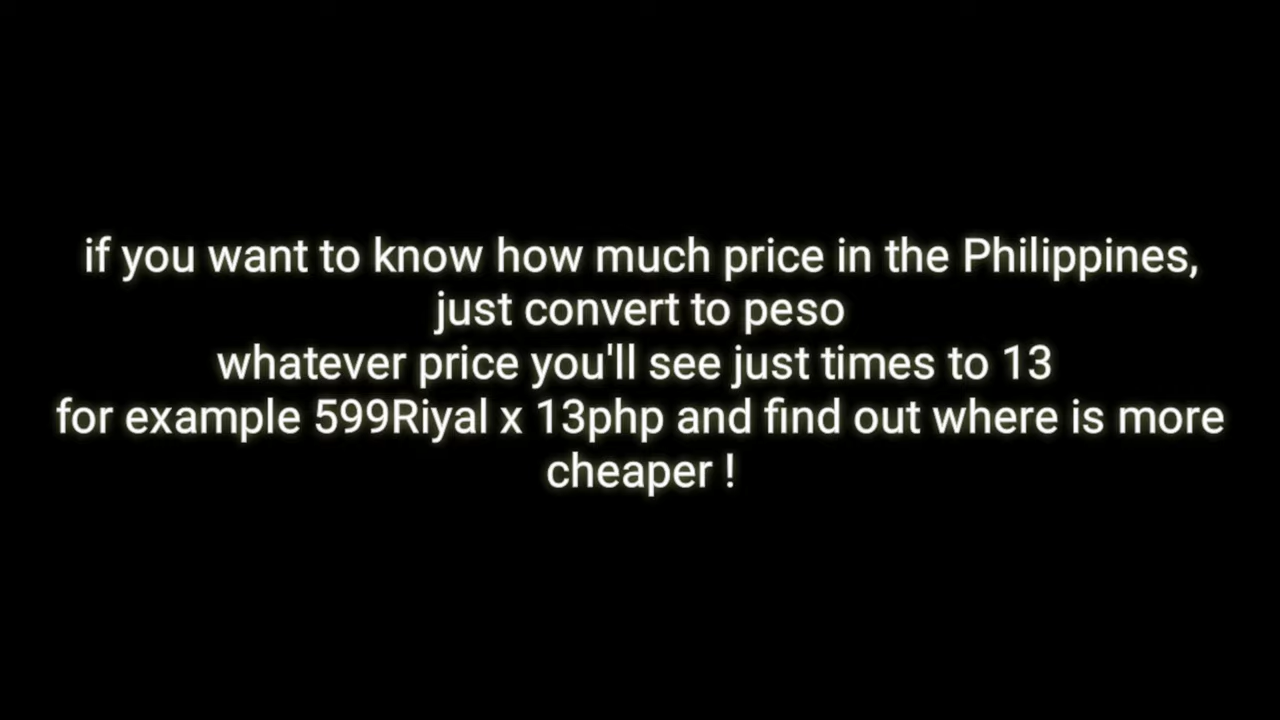 if you want to know how much price in the Philippines,
just convert to peso
whatever price you'll see just times to 13
for example 599Riyal x 13php and find out where is more
cheaper !